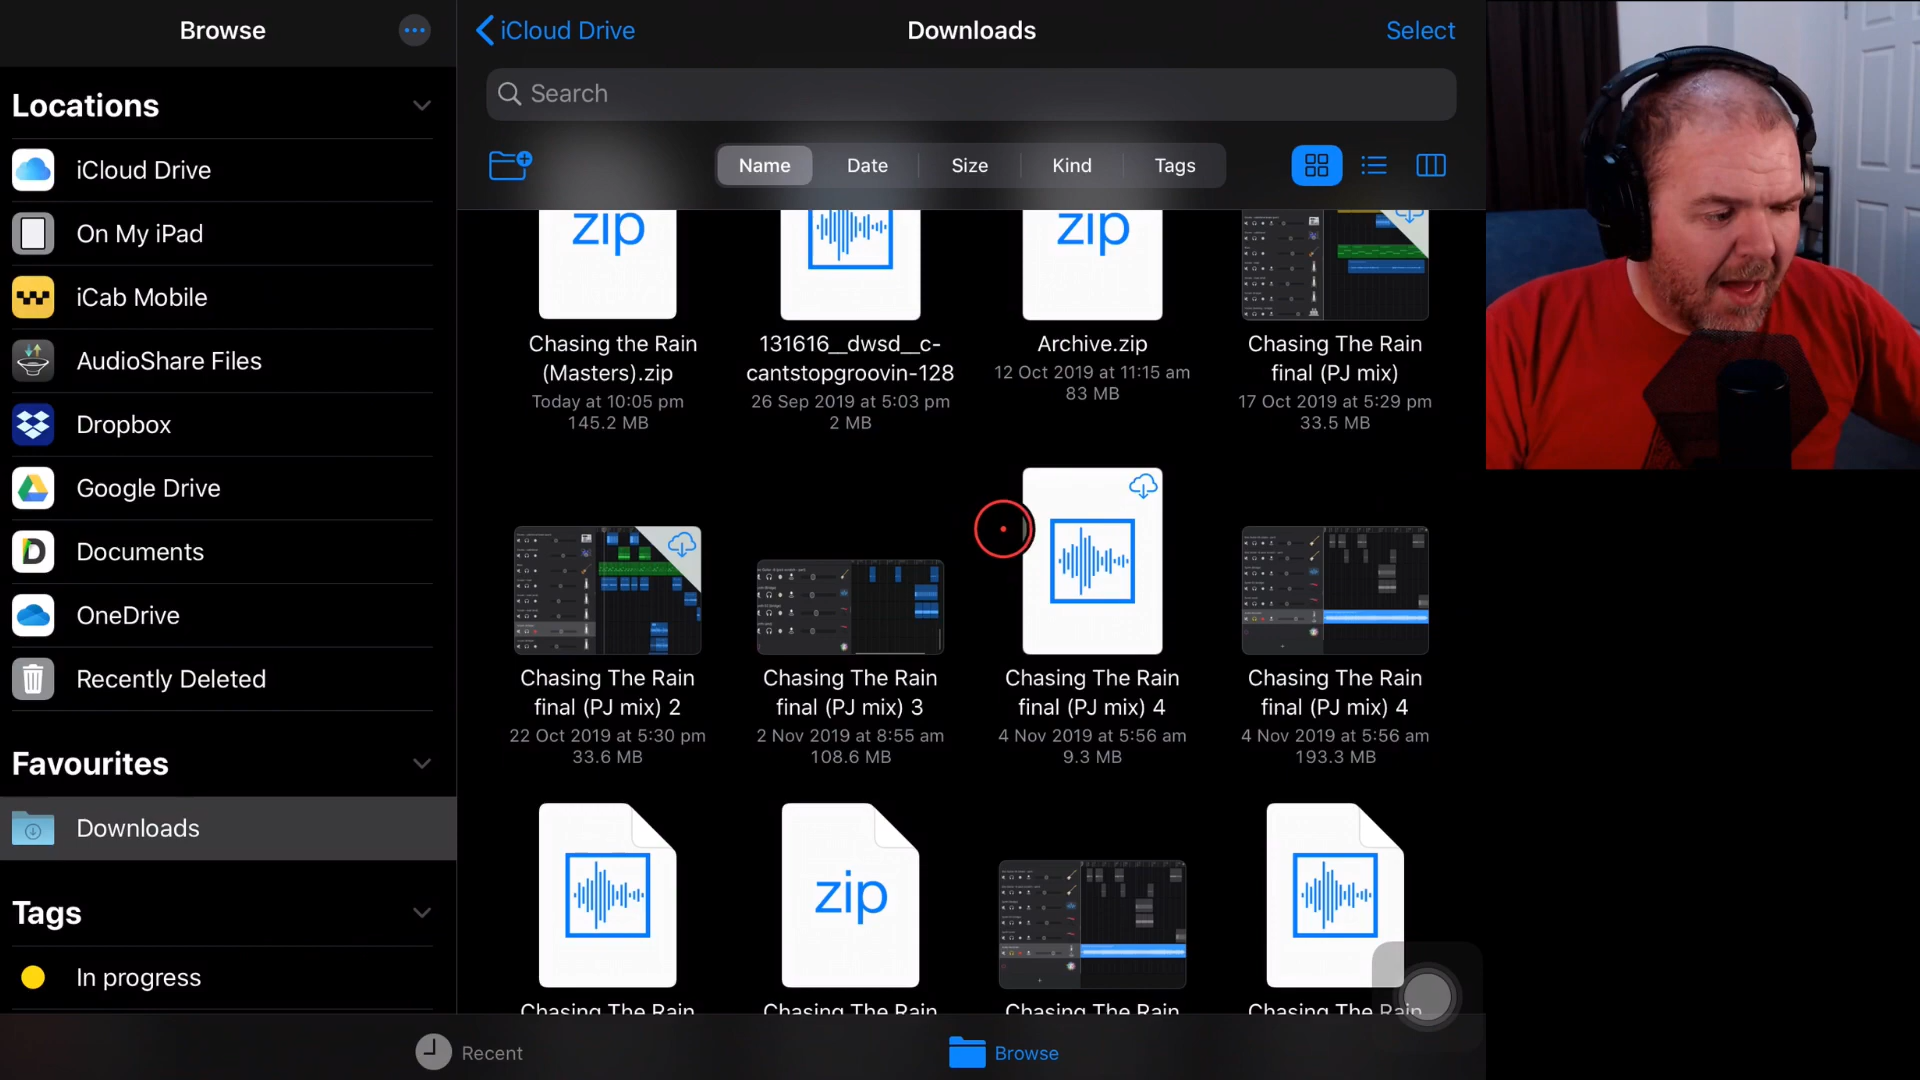 Browse
iCloud Drive
Downloads
Select
Search
Locations
Name
Date
Size
Kind
Tags
iCloud Drive
On My iPad
iCab Mobile
AudioShare Files
Dropbox
Google Drive
Documents
OneDrive
Recently Deleted
Favourites
Downloads
Tags
In progress
zip
zip
Chasing the Rain
(Masters).zip
Today at 10:05 pm
145.2 MB
131616__dwsd__c-
cantstopgroovin-128
26 Sep 2019 at 5:03 pm
2 MB
Archive.zip
12 Oct 2019 at 11:15 am
83 MB
Chasing The Rain
final (PJ mix)
17 Oct 2019 at 5:29 pm
33.5 MB
Chasing The Rain
final (PJ mix) 2
22 Oct 2019 at 5:30 pm
33.6 MB
Chasing The Rain
final (PJ mix) 3
2 Nov 2019 at 8:55 am
108.6 MB
Chasing The Rain
final (PJ mix) 4
4 Nov 2019 at 5:56 am
9.3 MB
Chasing The Rain
final (PJ mix) 4
4 Nov 2019 at 5:56 am
193.3 MB
zip
Chasing The Rain
Chasing The Rain
Chasing The Rain
Chasing The Rain
Recent
Browse